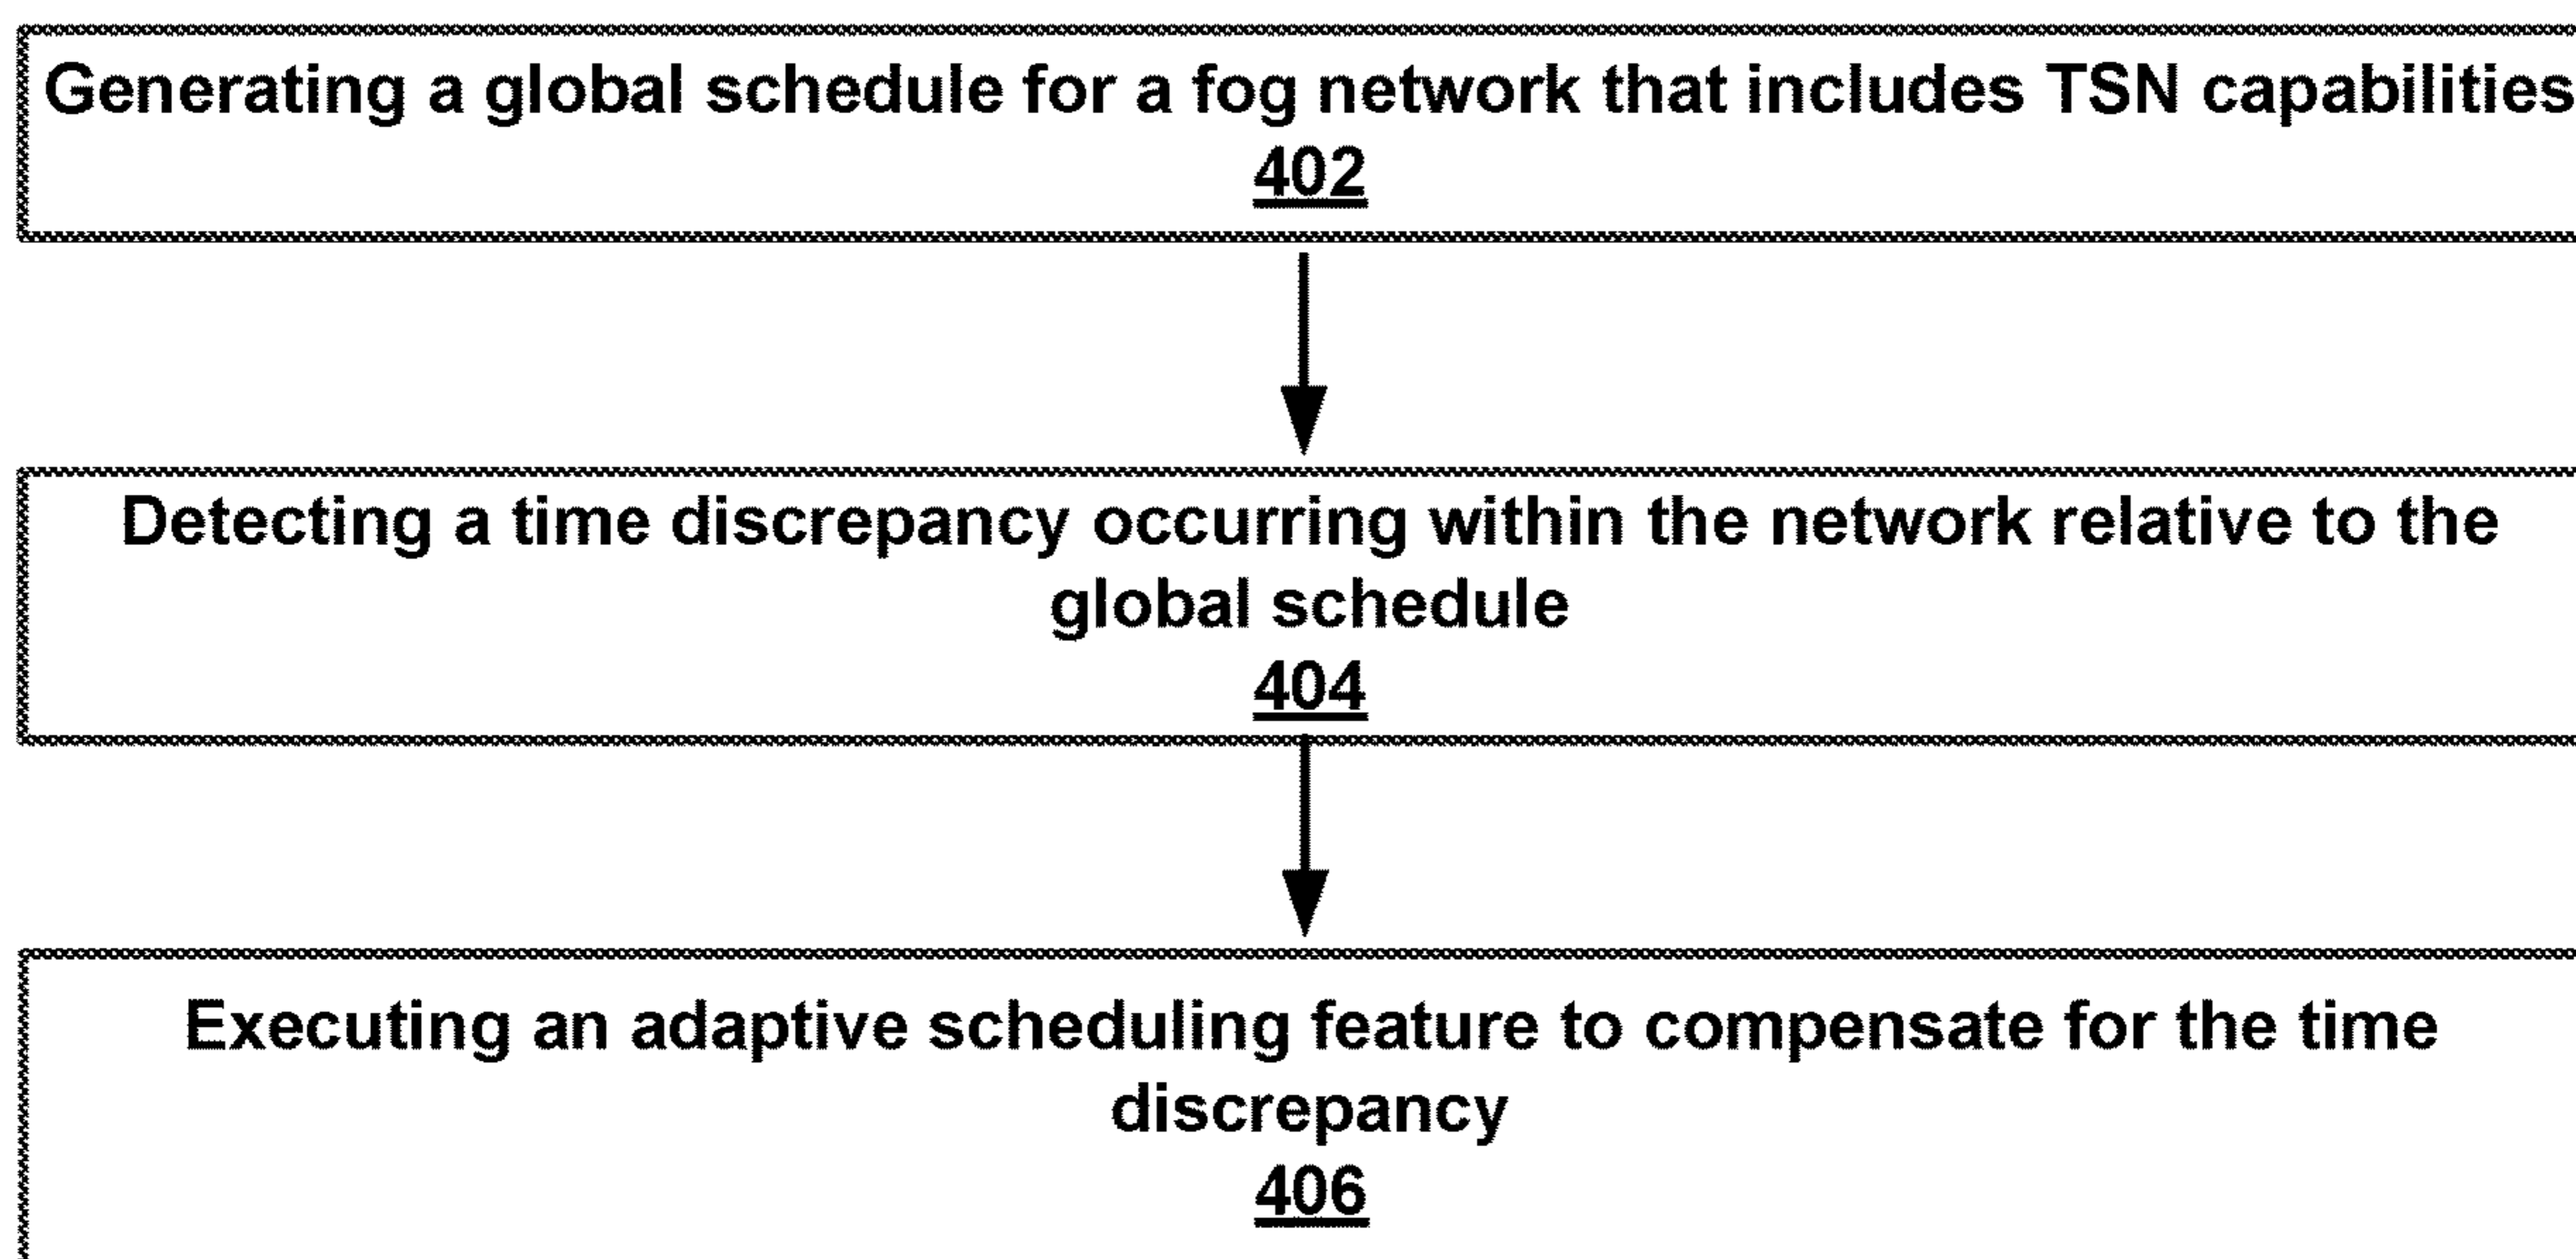 Generating a global schedule for a fog network that includes TSN capabilities
402
Detecting a time discrepancy occurring within the network relative to the
global schedule
404
Executing an adaptive scheduling feature to compensate for the time
discrepancy
406